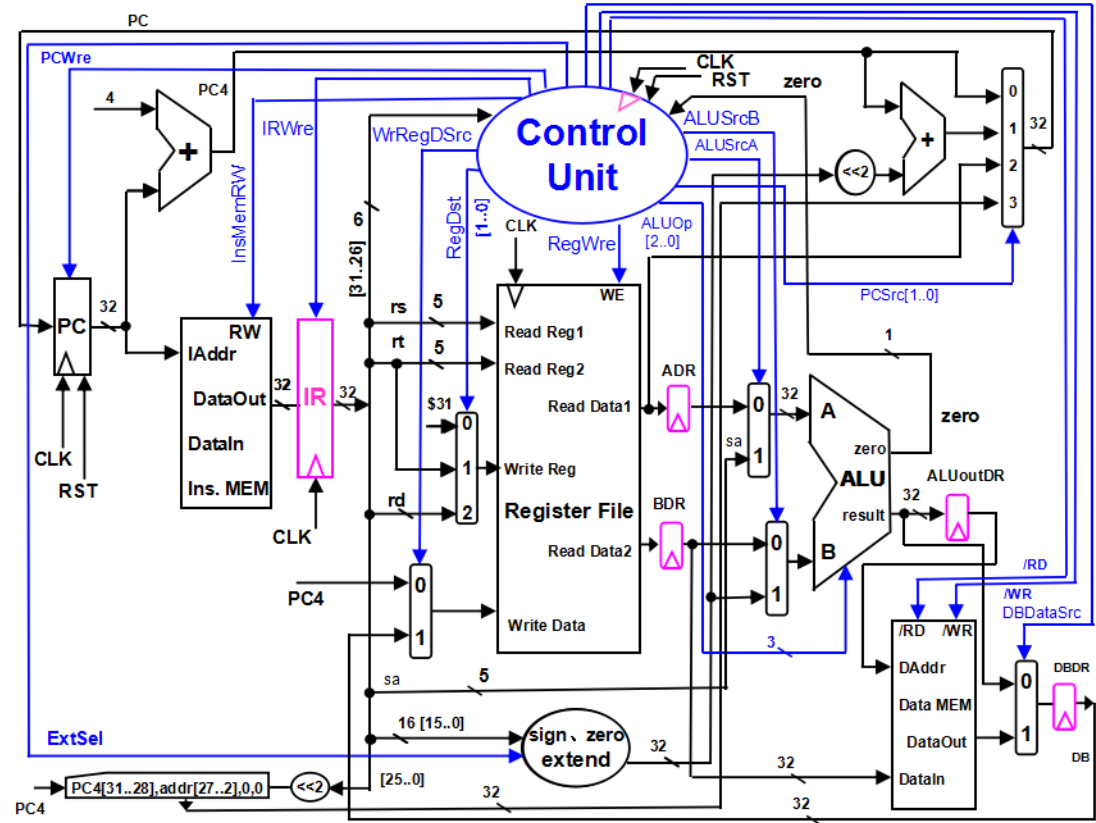 PC
PCWre
4
PC4
IRWre
InsMemRW
WrRegDSrc
RegDst
[1..0]
6
[31..26]
Control
Unit
CLK
RST
zero
ALUSrcB
ALUSrcA
ALUOp
[2..0]
RegWre
CLK
PCSrc[1..0]
+
+
<<2
0
1
2
3
32
PC
32
CLK
RST
RW
IAddr
DataOut
DataIn
Ins. MEM
32
IR
32
CLK
rs
5
rt
5
$31
0
1
2
rd
WE
Read Reg1
Read Reg2
Read Data1
Write Reg
Register File
Read Data2
Write Data
PC4
0
1
ADR
BDR
sa
0
1
32
0
1
A
B
zero
ALU
result
1
zero
32
ALUoutDR
3
/RD
/WR
DBDataSrc
/RD
/WR
DAddr
Data MEM
DataOut
DataIn
0
1
DBDR
DB
sa
5
16 [15..0]
sign、zero
extend
32
ExtSel
[25..0]
<<2
PC4[31..28],addr[27..2],0,0
PC4
32
32
32